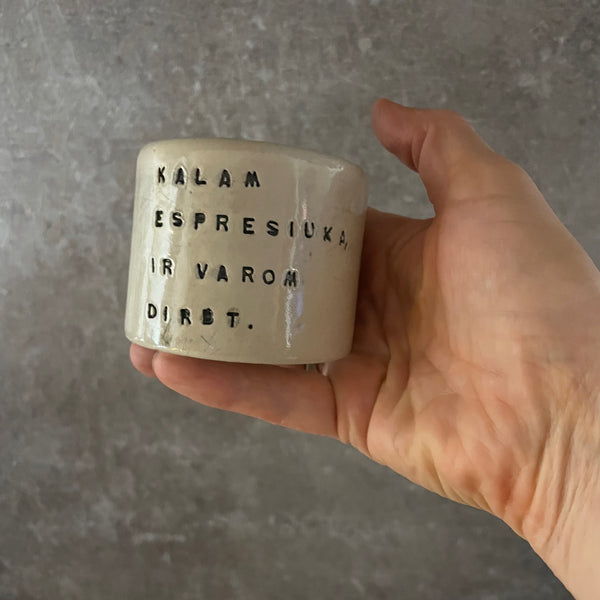 KALAM
ESPRESIUKĄ,
IR VAROM
DIRBT.